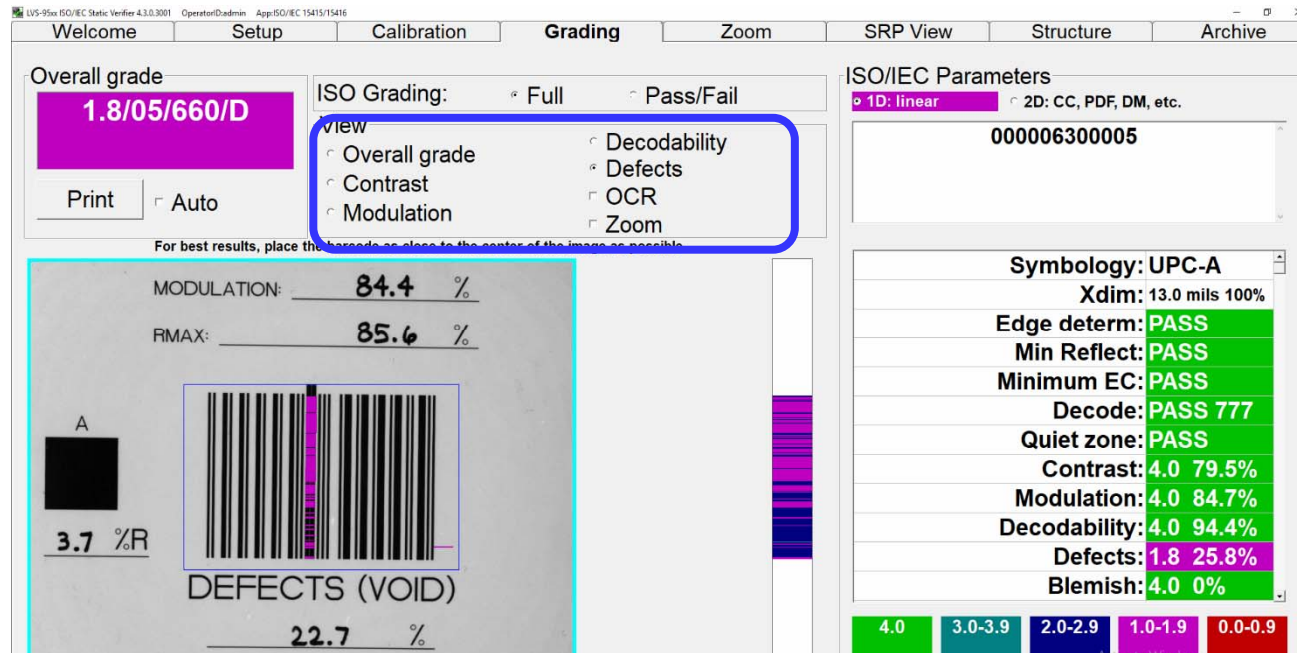 LVS-95xx ISO/IEC Static Verifier 4.3.0.3001 OperatorID:admin App:ISO/IEC 15415/15416
Welcome Setup Calibration Grading Zoom SRP View Structure Archive
Overall grade
1.8/05/660/D
Print
Auto
ISO Grading: Full Pass/Fail
View
Overall grade
Contrast
Modulation
Decodability
Defects
OCR
Zoom
For best results, place the barcode as close to the center of the image as possible
MODULATION: 84.4 %
RMAX: 85.6 %
A
3.7 %R
DEFECTS (VOID)
22.7 %
ISO/IEC Parameters
1D: linear 2D: CC, PDF, DM, etc.
000006300005
Symbology: UPC-A
Xdim: 13.0 mils 100%
Edge determ: PASS
Min Reflect: PASS
Minimum EC: PASS
Decode: PASS 777
Quiet zone: PASS
Contrast: 4.0 79.5%
Modulation: 4.0 84.7%
Decodability: 4.0 94.4%
Defects: 1.8 25.8%
Blemish: 4.0 0%
4.0 3.0-3.9 2.0-2.9 1.0-1.9 0.0-0.9